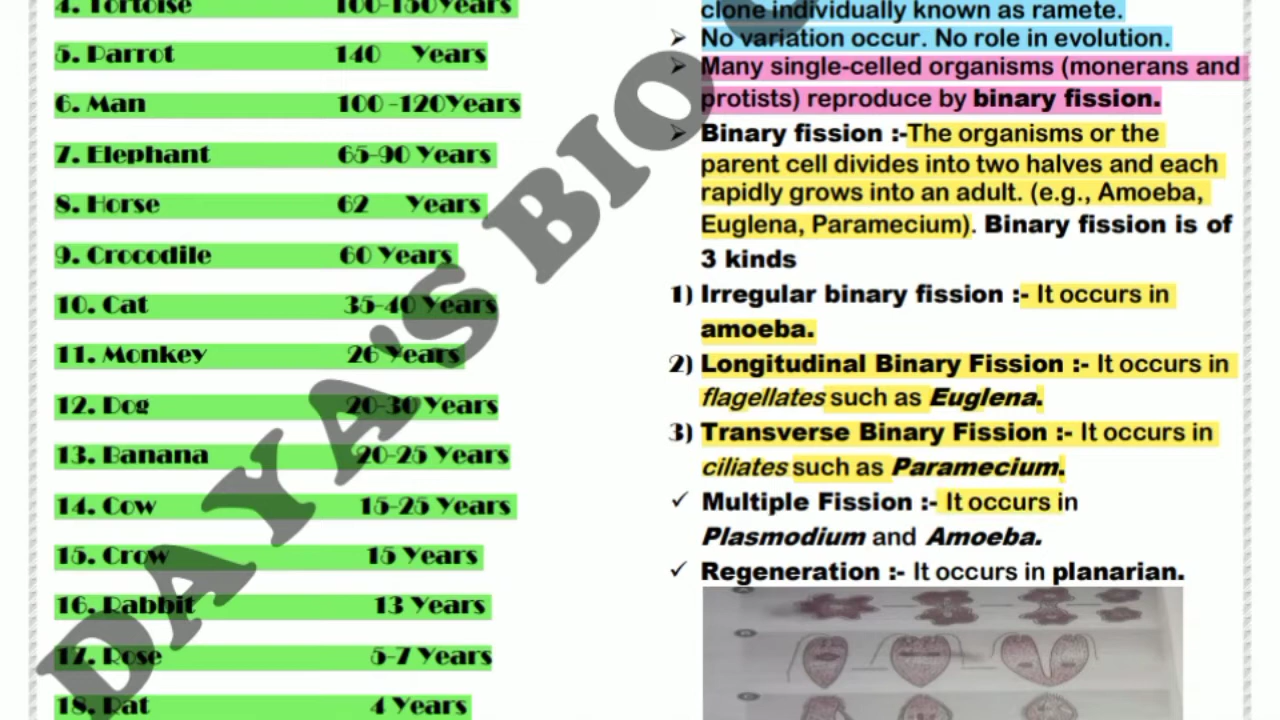 4. Tortoise 100-150Years
5. Parrot 140 Years
6. Man 100 -120Years
7. Elephant 65-90 Years
8. Horse 62 Years
9. Crocodile 60 Years
10. Cat 35-40 Years
11. Monkey 26 Years
12. Dog 20-30 Years
13. Banana 20-25 Years
14. Cow 15-25 Years
15. Crow 15 Years
16. Rabbit 13 Years
17. Rose 5-7 Years
18. Rat 4 Years
clone individually known as ramete.
➢ No variation occur. No role in evolution.
➢ Many single-celled organisms (monerans and
protists) reproduce by binary fission.
➢ Binary fission :-The organisms or the
parent cell divides into two halves and each
rapidly grows into an adult. (e.g., Amoeba,
Euglena, Paramecium). Binary fission is of
3 kinds
1) Irregular binary fission :- It occurs in
amoeba.
2) Longitudinal Binary Fission :- It occurs in
flagellates such as Euglena.
3) Transverse Binary Fission :- It occurs in
ciliates such as Paramecium.
✓ Multiple Fission :- It occurs in
Plasmodium and Amoeba.
✓ Regeneration :- It occurs in planarian.
DAYA'S BIO